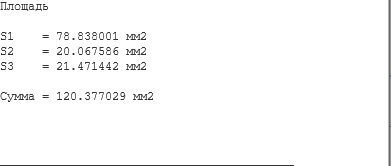 Площадь
S1    = 78.838001 мм2
S2    = 20.067586 мм2
S3    = 21.471442 мм2
Сумма = 120.377029 мм2